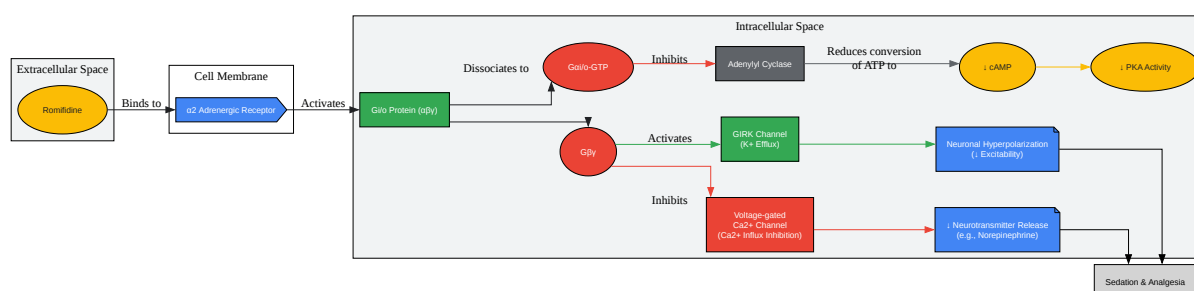 Intracellular Space
Extracellular Space
Cell Membrane
Romifidine
Binds to
α2 Adrenergic Receptor
Activates
Gi/o Protein (αβγ)
Dissociates to
Gαi/o-GTP
Inhibits
Adenylyl Cyclase
Reduces conversion
of ATP to
↓ cAMP
↓ PKA Activity
Gβγ
Activates
GIRK Channel
(K+ Efflux)
Neuronal Hyperpolarization
(↓ Excitability)
Inhibits
Voltage-gated
Ca2+ Channel
(Ca2+ Influx Inhibition)
↓ Neurotransmitter Release
(e.g., Norepinephrine)
Sedation & Analgesia